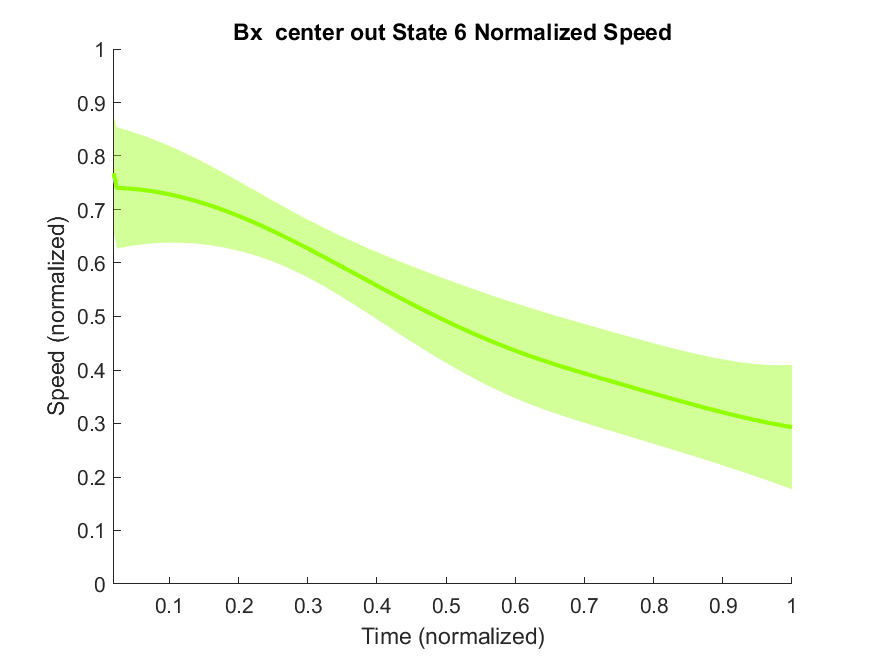 Bx  center out State 6 Normalized Speed
1
0.9
0.8
0.7
0.6
0.5
0.4
0.3
0.2
0.1
0
Speed (normalized)
0.1 0.2 0.3 0.4 0.5 0.6 0.7 0.8 0.9 1
Time (normalized)